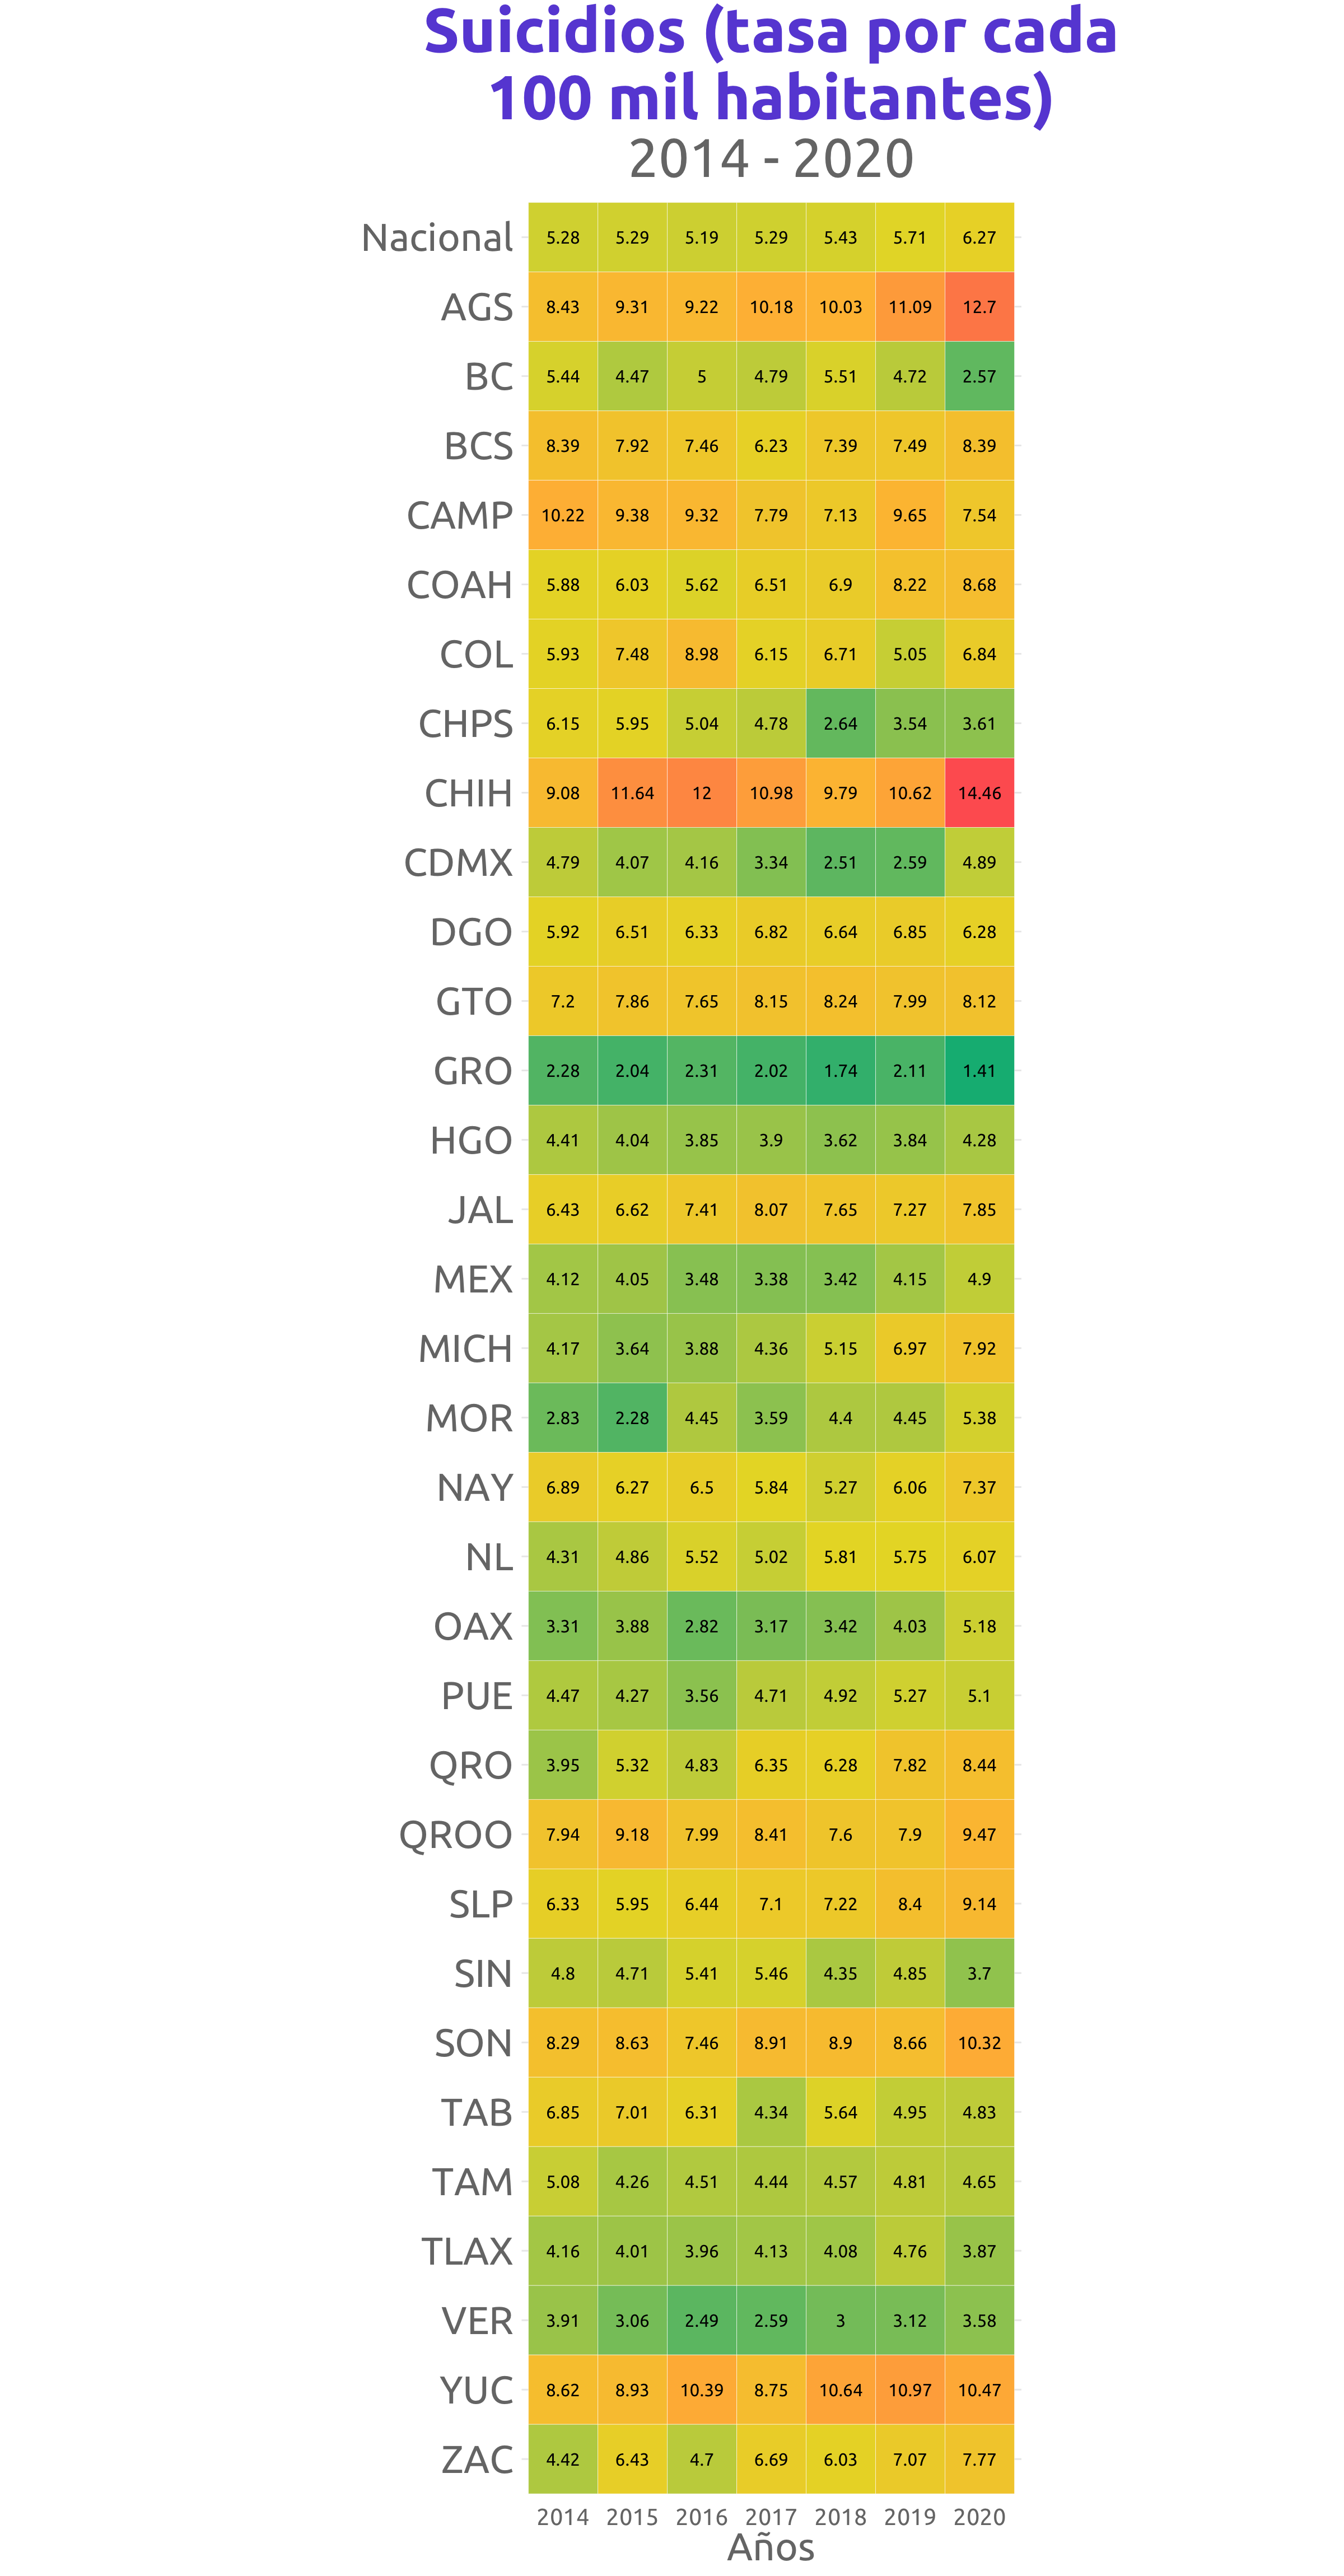 Suicidios (tasa por cada
100 mil habitantes)
2014 - 2020
Nacional 5.28 5.29 5.19 5.29 5.43 5.71 6.27
AGS 8.43 9.31 9.22 10.18 10.03 11.09 12.7
BC 5.44 4.47 5 4.79 5.51 4.72 2.57
BCS 8.39 7.92 7.46 6.23 7.39 7.49 8.39
CAMP 10.22 9.38 9.32 7.79 7.13 9.65 7.54
COAH 5.88 6.03 5.62 6.51 6.9 8.22 8.68
COL 5.93 7.48 8.98 6.15 6.71 5.05 6.84
CHPS 6.15 5.95 5.04 4.78 2.64 3.54 3.61
CHIH 9.08 11.64 12 10.98 9.79 10.62 14.46
CDMX 4.79 4.07 4.16 3.34 2.51 2.59 4.89
DGO 5.92 6.51 6.33 6.82 6.64 6.85 6.28
GTO 7.2 7.86 7.65 8.15 8.24 7.99 8.12
GRO 2.28 2.04 2.31 2.02 1.74 2.11 1.41
HGO 4.41 4.04 3.85 3.9 3.62 3.84 4.28
JAL 6.43 6.62 7.41 8.07 7.65 7.27 7.85
MEX 4.12 4.05 3.48 3.38 3.42 4.15 4.9
MICH 4.17 3.64 3.88 4.36 5.15 6.97 7.92
MOR 2.83 2.28 4.45 3.59 4.4 4.45 5.38
NAY 6.89 6.27 6.5 5.84 5.27 6.06 7.37
NL 4.31 4.86 5.52 5.02 5.81 5.75 6.07
OAX 3.31 3.88 2.82 3.17 3.42 4.03 5.18
PUE 4.47 4.27 3.56 4.71 4.92 5.27 5.1
QRO 3.95 5.32 4.83 6.35 6.28 7.82 8.44
QROO 7.94 9.18 7.99 8.41 7.6 7.9 9.47
SLP 6.33 5.95 6.44 7.1 7.22 8.4 9.14
SIN 4.8 4.71 5.41 5.46 4.35 4.85 3.7
SON 8.29 8.63 7.46 8.91 8.9 8.66 10.32
TAB 6.85 7.01 6.31 4.34 5.64 4.95 4.83
TAM 5.08 4.26 4.51 4.44 4.57 4.81 4.65
TLAX 4.16 4.01 3.96 4.13 4.08 4.76 3.87
VER 3.91 3.06 2.49 2.59 3 3.12 3.58
YUC 8.62 8.93 10.39 8.75 10.64 10.97 10.47
ZAC 4.42 6.43 4.7 6.69 6.03 7.07 7.77
2014 2015 2016 2017 2018 2019 2020
Años